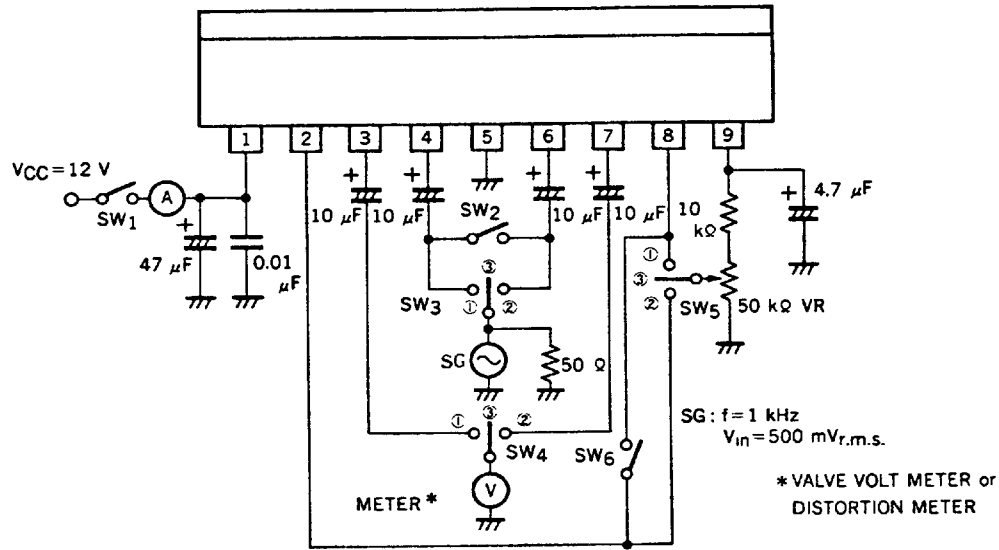 1 2 3 4 5 6 7 8 9
VCC=12 V
SW1
A
+
47 µF
0.01 µF
+
10 µF
+
10 µF
SW2
+
10 µF
+
10 µF
10 kΩ
+
4.7 µF
③
SW3
① ②
①
③
②
SW5
50 kΩ VR
SG
50 Ω
① ③ ②
SW4
SW6
SG: f=1 kHz
Vin=500 mVr.m.s.
METER*
V
*VALVE VOLT METER or
DISTORTION METER